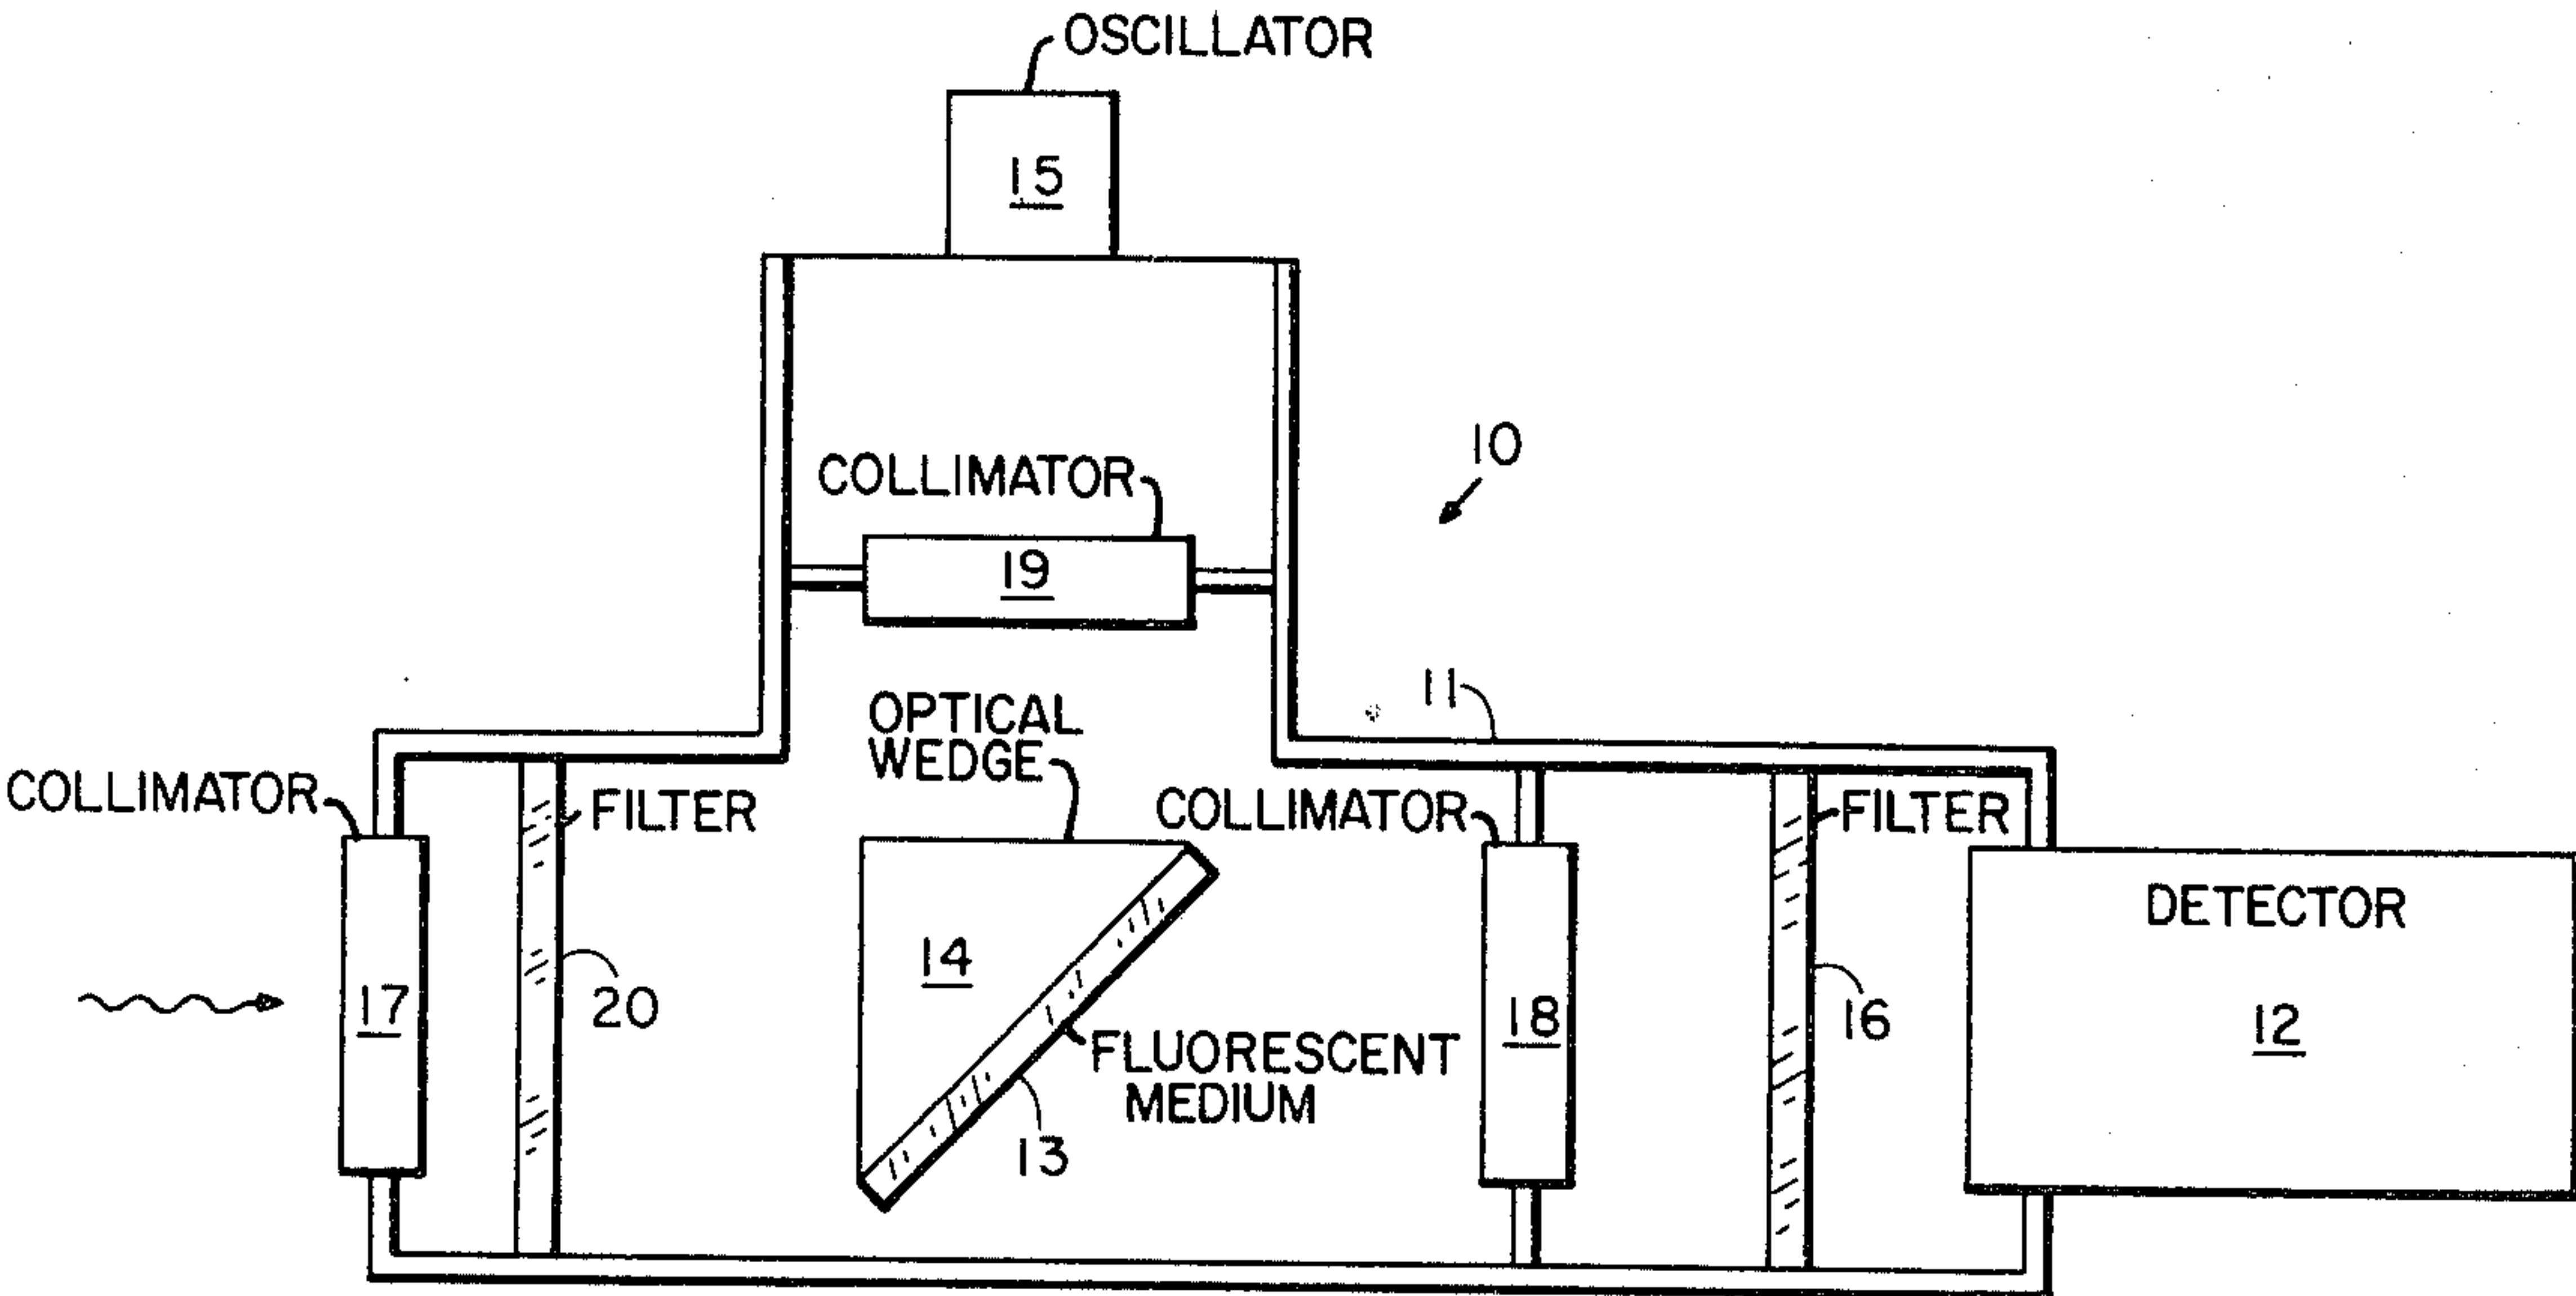 OSCILLATOR
15
10
COLLIMATOR
19
11
OPTICAL
WEDGE
COLLIMATOR
FILTER
COLLIMATOR
FILTER
DETECTOR
14
17
20
18
16
12
FLUORESCENT
MEDIUM
13